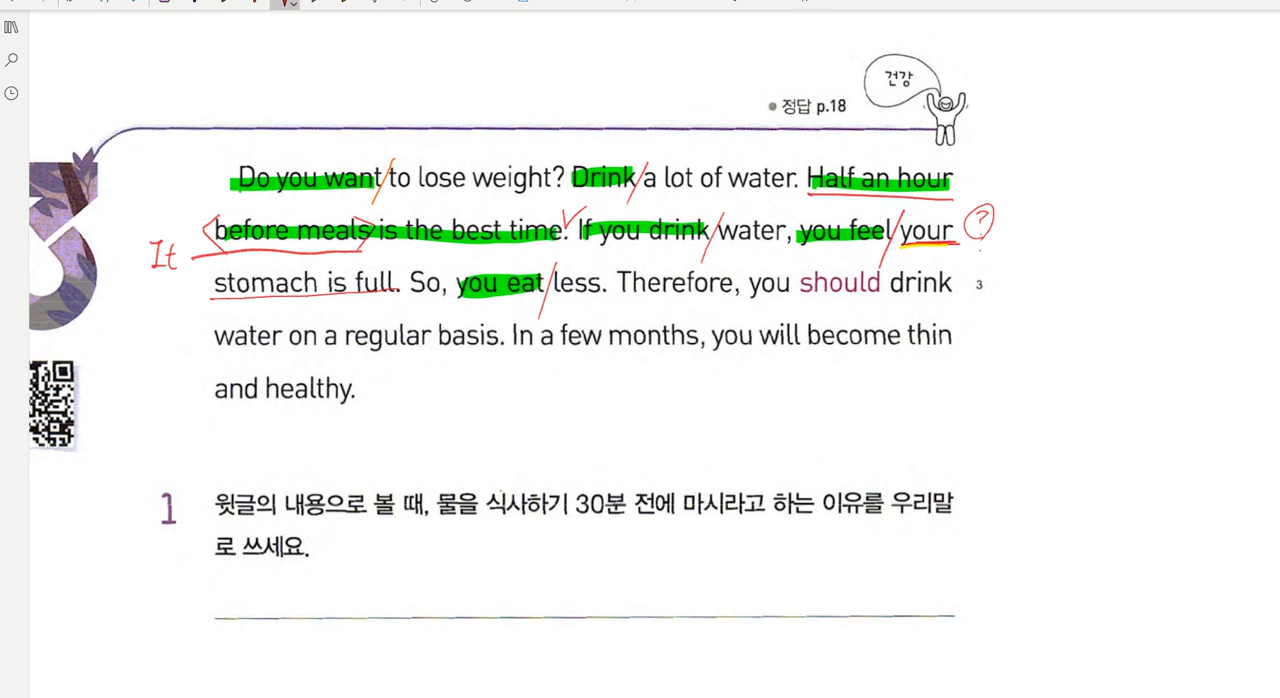 건강
정답 p.18
Do you want to lose weight? Drink a lot of water. Half an hour
before meals is the best time. If you drink water, you feel your ?
It
stomach is full. So, you eat less. Therefore, you should drink 3
water on a regular basis. In a few months, you will become thin
and healthy.
1 윗글의 내용으로 볼 때, 물을 식사하기 30분 전에 마시라고 하는 이유를 우리말
로 쓰세요.